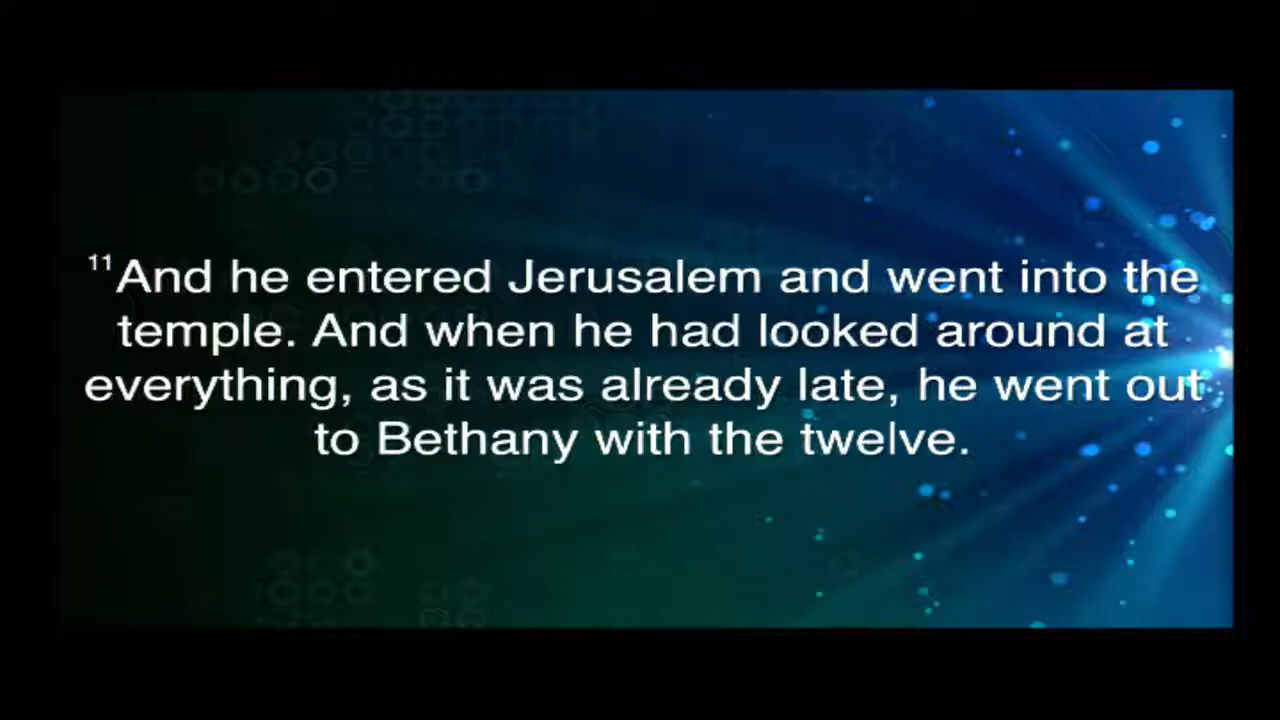 11And he entered Jerusalem and went into the
temple. And when he had looked around at
everything, as it was already late, he went out
to Bethany with the twelve.